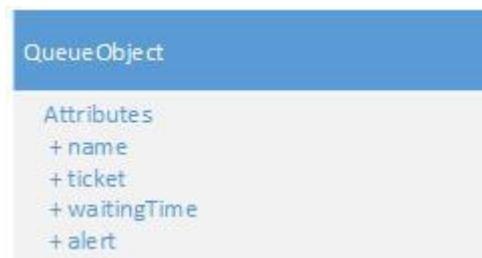 QueueObject
Attributes
+ name
+ ticket
+ waitingTime
+ alert